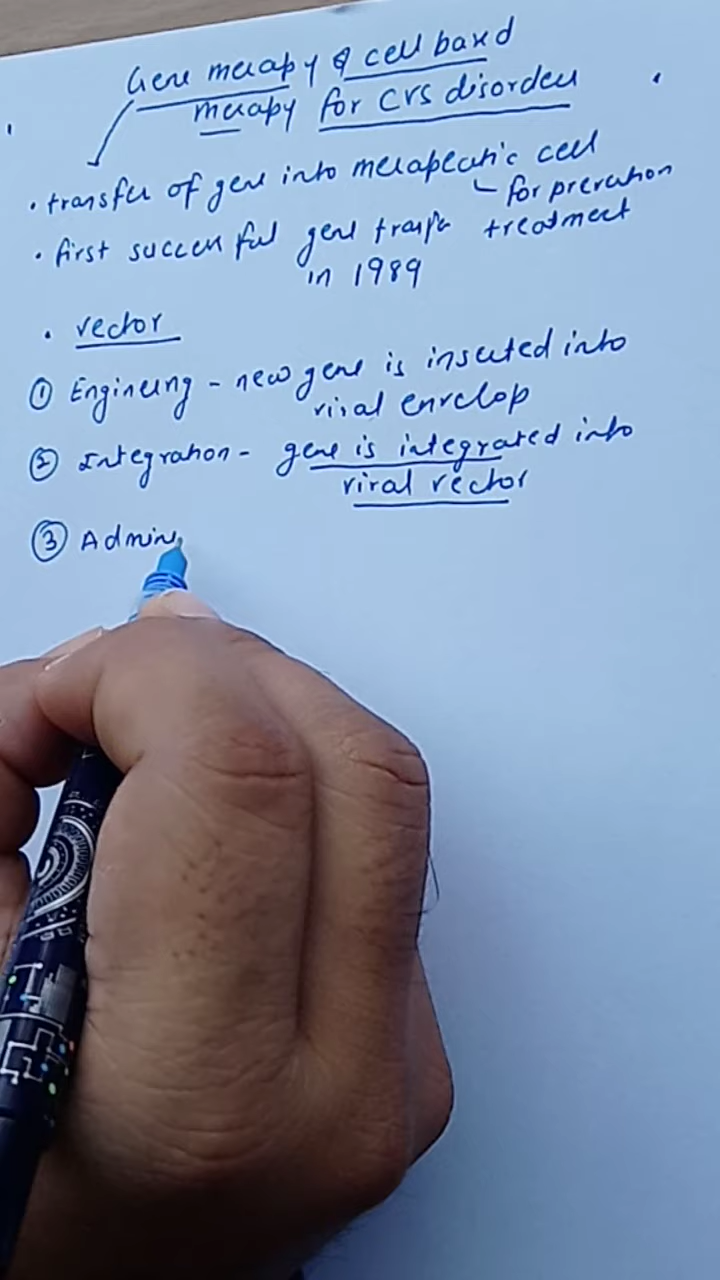 Gene therapy & cell based
therapy for CVS disorder
• transfer of gene into therapeutic cell
for prevention
• first successful gene transfer treatment
in 1989
• vector
① Engineering - new gene is inserted into
viral envelop
② Integration - gene is integrated into
viral vector
③ Admin